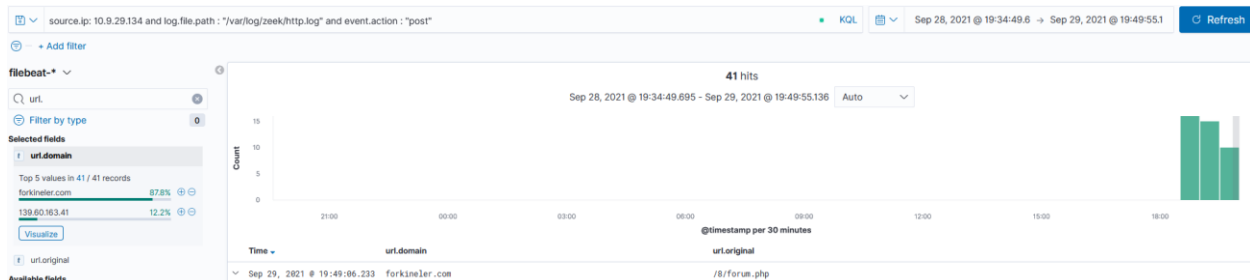 source.ip: 10.9.29.134 and log.file.path : "/var/log/zeek/http.log" and event.action : "post"
KQL
Sep 28, 2021 @ 19:34:49.6 → Sep 29, 2021 @ 19:49:55.1
Refresh
+ Add filter
filebeat-*
url.
Filter by type 0
Selected fields
t url.domain
Top 5 values in 41 / 41 records
forkineler.com 87.8%
139.60.163.41 12.2%
Visualize
t url.original
Available fields
41 hits
Sep 28, 2021 @ 19:34:49.695 - Sep 29, 2021 @ 19:49:55.136 Auto
Count
15
10
5
0
21:00 00:00 03:00 06:00 09:00 12:00 15:00 18:00
@timestamp per 30 minutes
Time url.domain url.original
Sep 29, 2021 @ 19:49:06.233 forkineler.com /8/forum.php